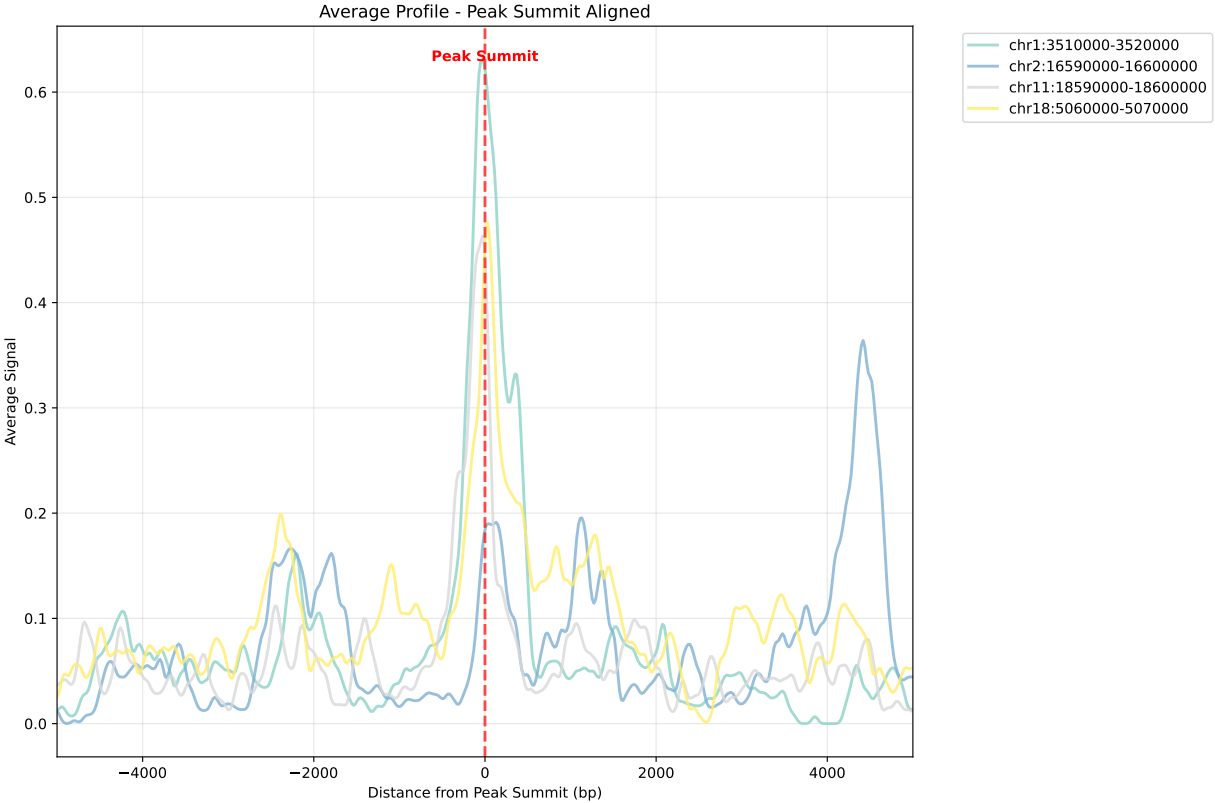 Average Profile - Peak Summit Aligned
Peak Summit
chr1:3510000-3520000
chr2:16590000-16600000
chr11:18590000-18600000
chr18:5060000-5070000
Average Signal
0.6
0.5
0.4
0.3
0.2
0.1
0.0
−4000
−2000
0
2000
4000
Distance from Peak Summit (bp)